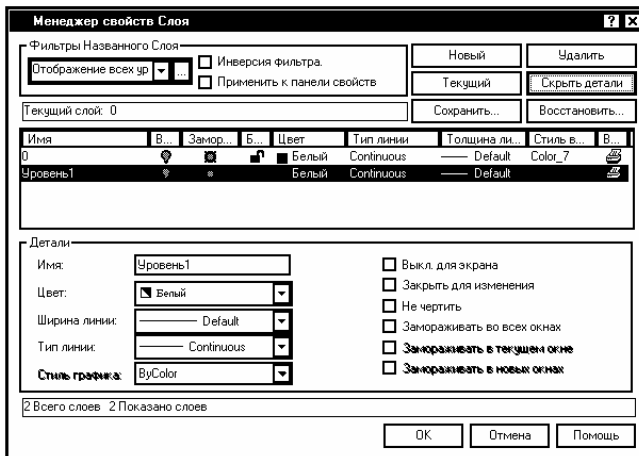 Менеджер свойств Слоя
Фильтры Названного Слоя
Отображение всех ур ...
Инверсия фильтра.
Применить к панели свойств
Новый Удалить
Текущий Скрыть детали
Текущий слой: 0
Сохранить... Восстановить...
Имя В... Замор... Б... Цвет Тип линии Толщина ли... Стиль в... В...
0 Белый Continuous Default Color_7
Уровень1 Белый Continuous Default
Детали
Имя: Уровень1
Цвет: Белый
Ширина линии: Default
Тип линии: Continuous
Стиль графика: ByColor
Выкл. для экрана
Закрыть для изменения
Не чертить
Замораживать во всех окнах
Замораживать в текущем окне
Замораживать в новых окнах
2 Всего слоев 2 Показано слоев
OK Отмена Помощь